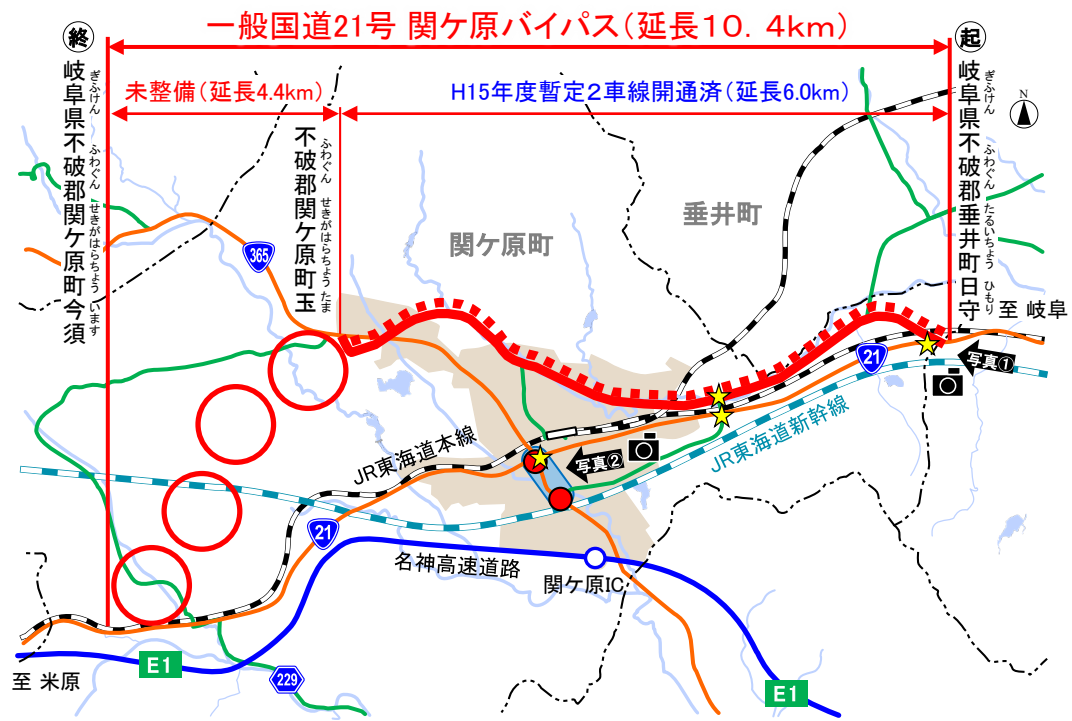 一般国道21号 関ケ原バイパス(延長10.4km)
終
起
未整備(延長4.4km)
H15年度暫定2車線開通済(延長6.0km)
岐阜県不破郡関ケ原町今須
ぎふけん ふわぐん せきがはらちょう います
不破郡関ケ原町玉
ふわぐん せきがはらちょう たま
岐阜県不破郡垂井町日守
ぎふけん ふわぐん たるいちょう ひもり
N
関ケ原町
垂井町
365
至 岐阜
21
写真①
JR東海道本線
JR東海道新幹線
写真②
21
名神高速道路
関ケ原IC
E1
至 米原
229
E1